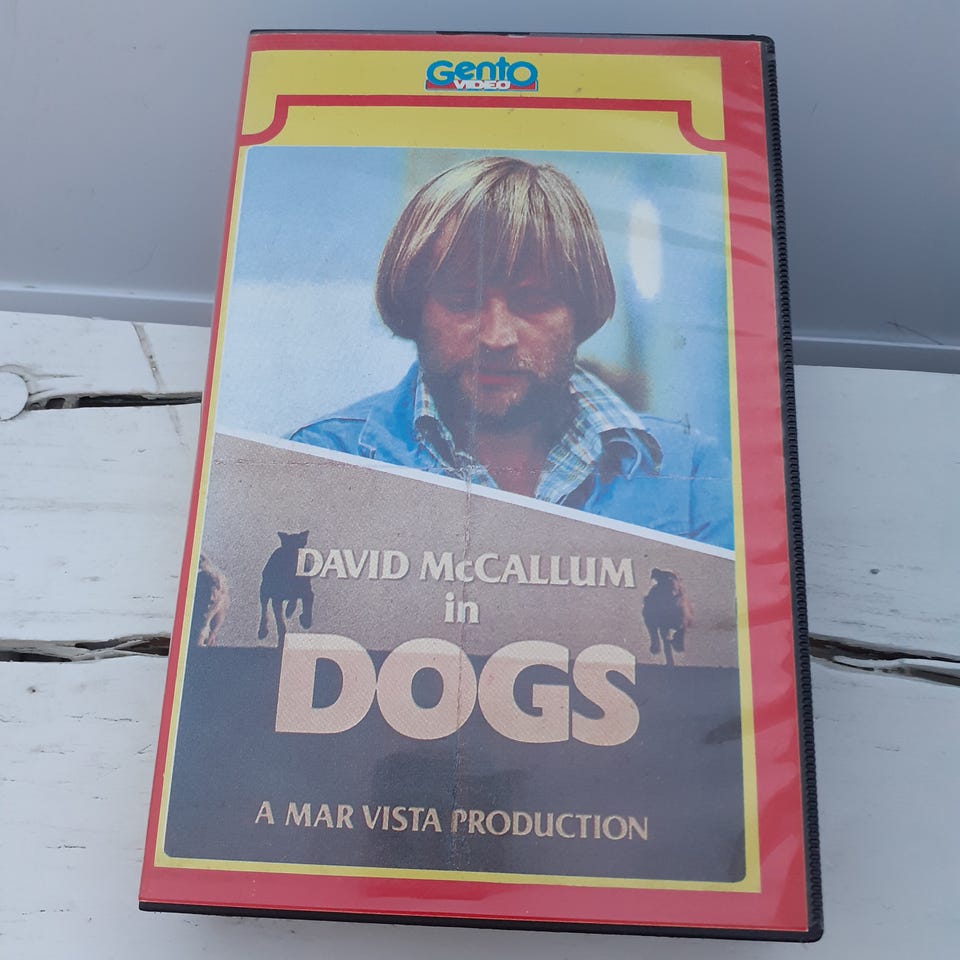 Gento
VIDEO
DAVID McCALLUM
in
DOGS
A MAR VISTA PRODUCTION